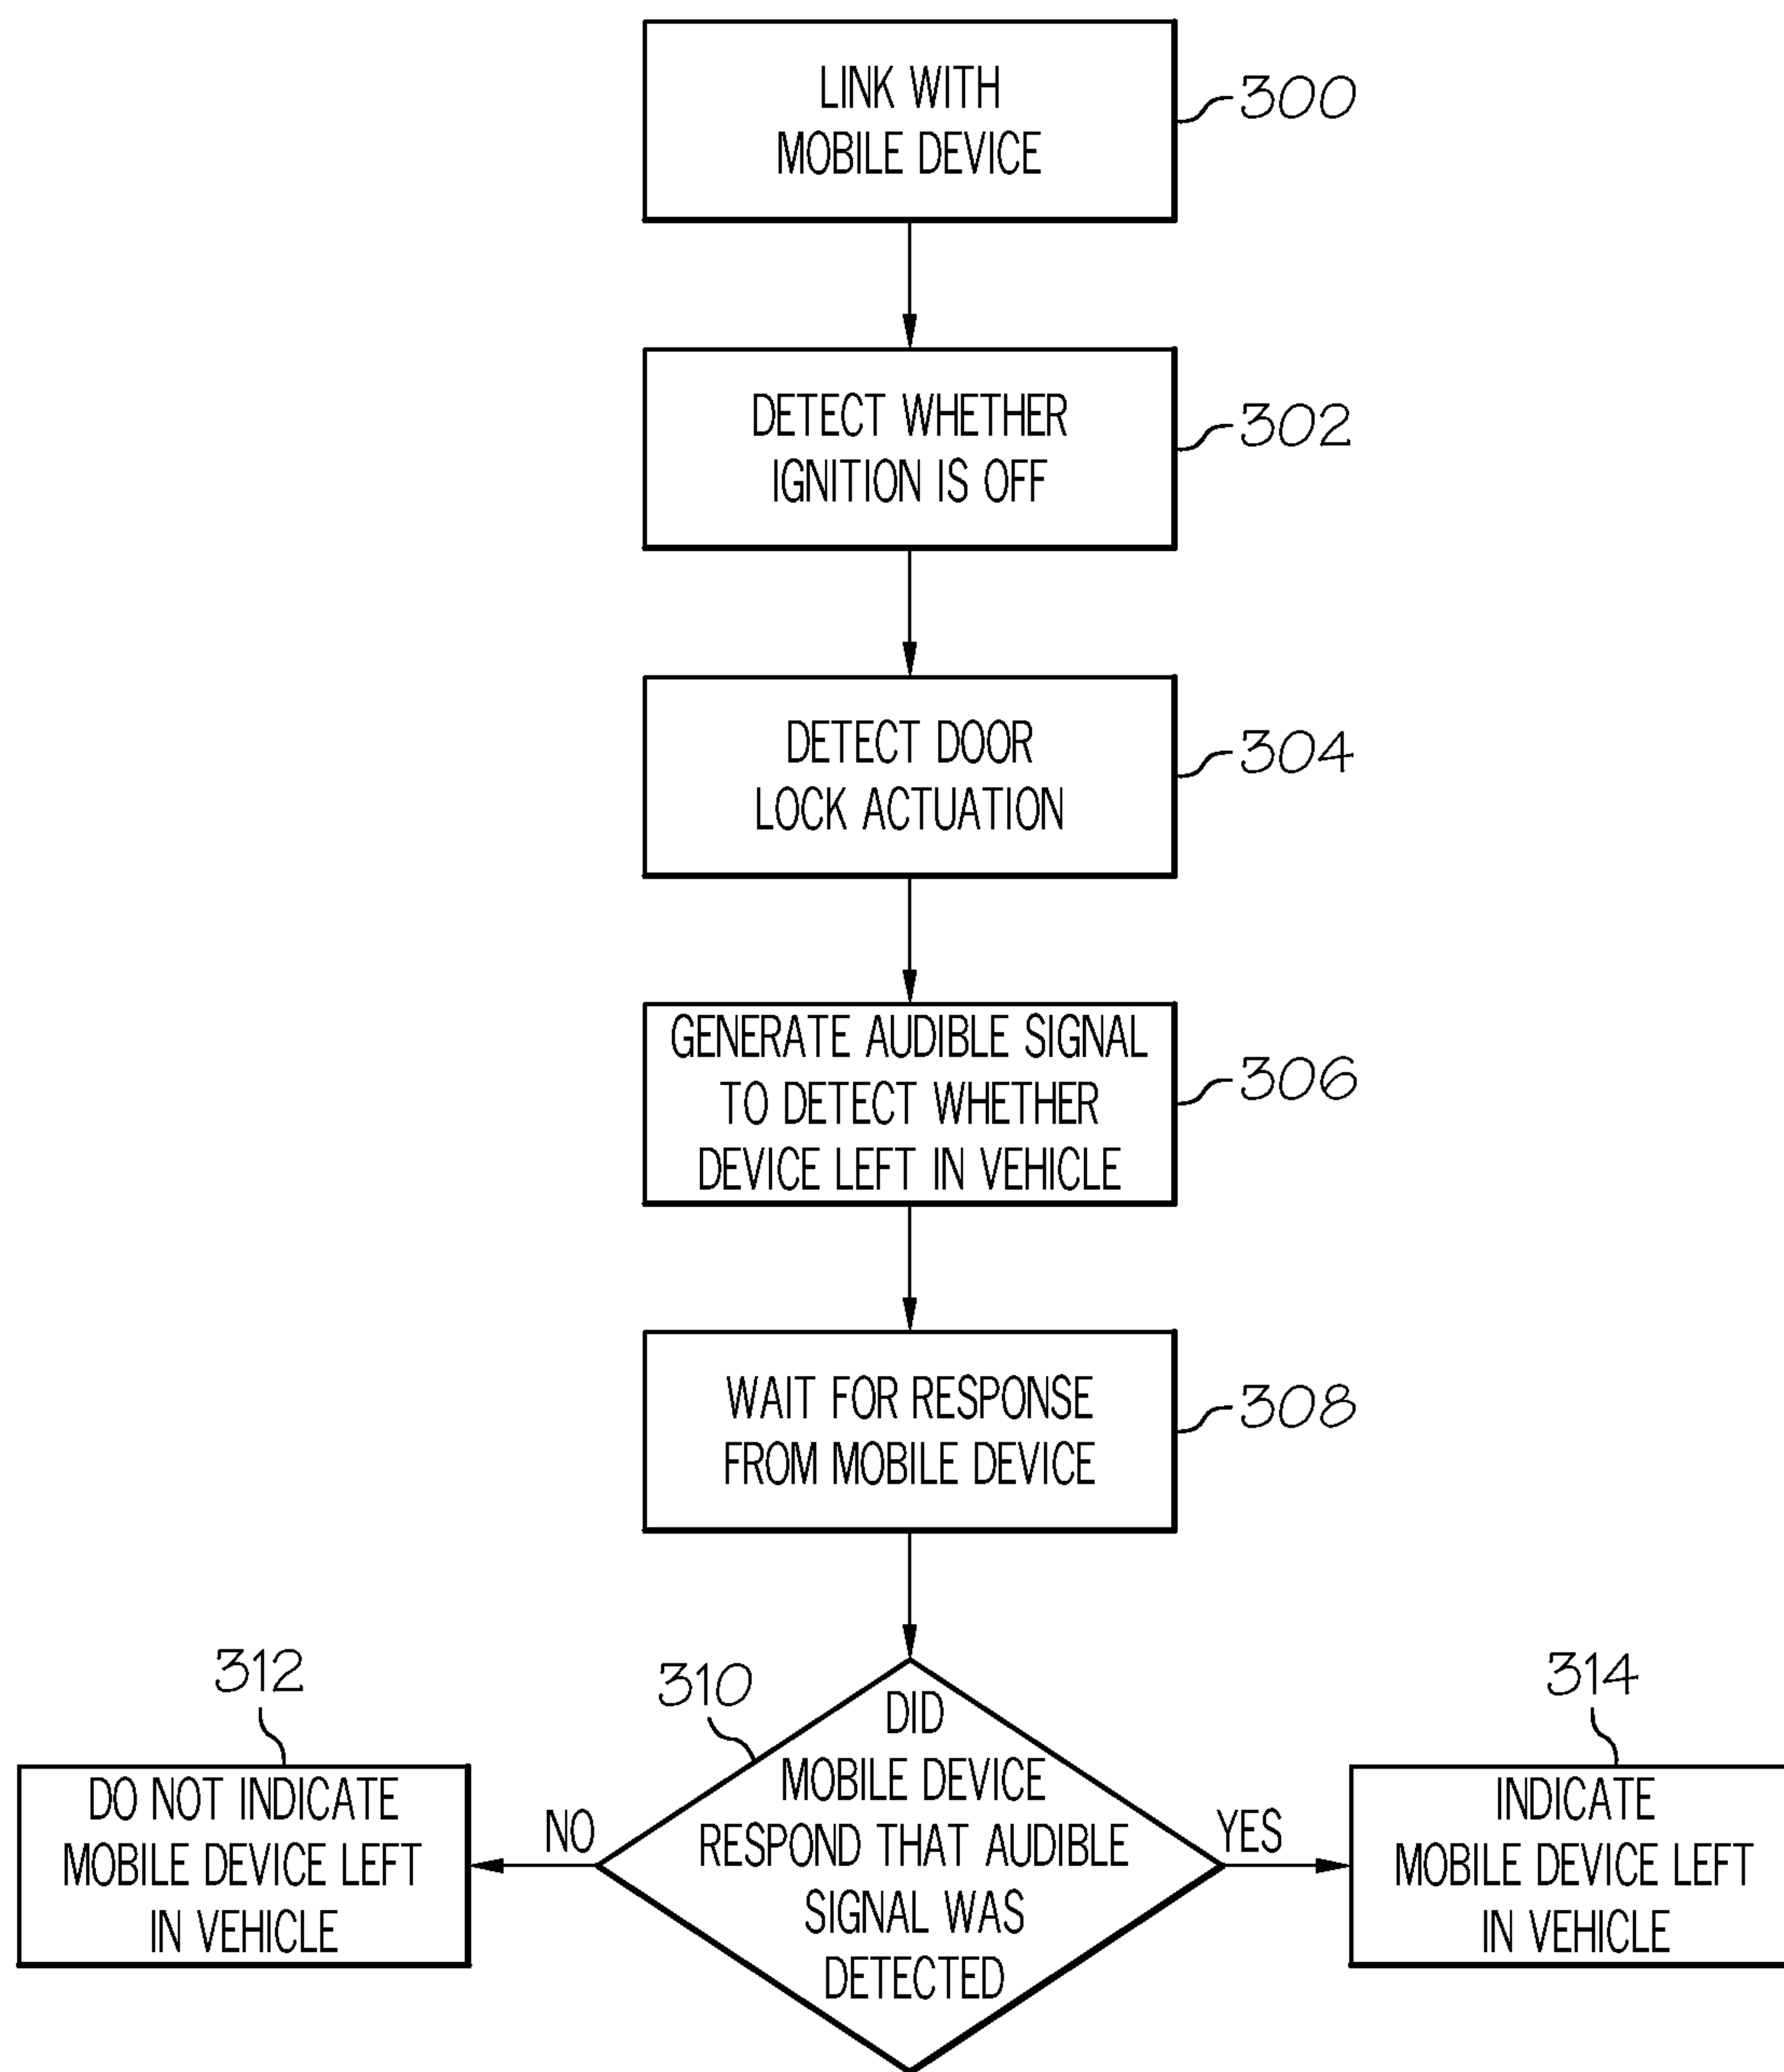 LINK WITH
MOBILE DEVICE
300
DETECT WHETHER
IGNITION IS OFF
302
DETECT DOOR
LOCK ACTUATION
304
GENERATE AUDIBLE SIGNAL
TO DETECT WHETHER
DEVICE LEFT IN VEHICLE
306
WAIT FOR RESPONSE
FROM MOBILE DEVICE
308
310
DID
MOBILE DEVICE
RESPOND THAT AUDIBLE
SIGNAL WAS
DETECTED
NO
312
DO NOT INDICATE
MOBILE DEVICE LEFT
IN VEHICLE
YES
314
INDICATE
MOBILE DEVICE LEFT
IN VEHICLE